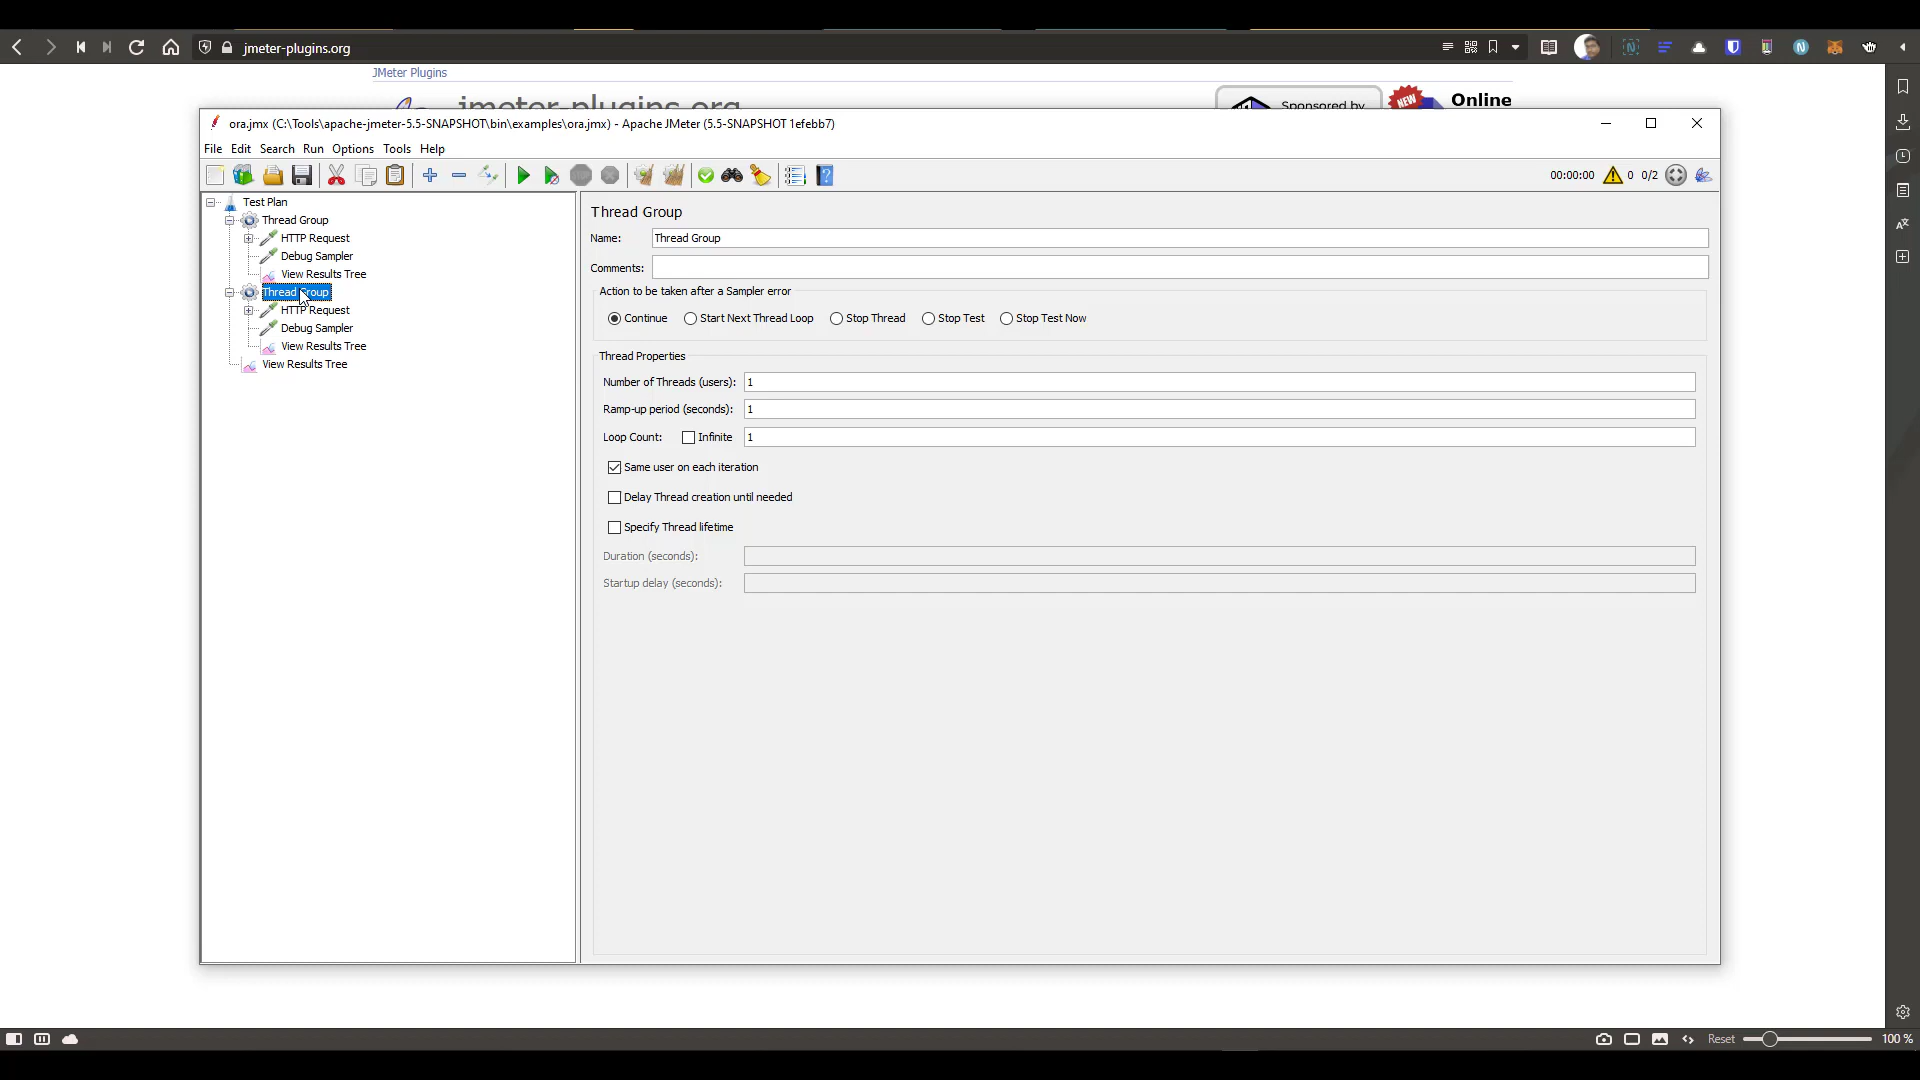 jmeter-plugins.org
JMeter Plugins
jmeter-plugins.org
Sponsored by
NEW
Online
ora.jmx (C:\Tools\apache-jmeter-5.5-SNAPSHOT\bin\examples\ora.jmx) - Apache JMeter (5.5-SNAPSHOT 1efebb7)
File Edit Search Run Options Tools Help
00:00:00 0 0/2
Test Plan
Thread Group
HTTP Request
Debug Sampler
View Results Tree
Thread Group
HTTP Request
Debug Sampler
View Results Tree
View Results Tree
Thread Group
Name: Thread Group
Comments:
Action to be taken after a Sampler error
Continue Start Next Thread Loop Stop Thread Stop Test Stop Test Now
Thread Properties
Number of Threads (users): 1
Ramp-up period (seconds): 1
Loop Count: Infinite 1
Same user on each iteration
Delay Thread creation until needed
Specify Thread lifetime
Duration (seconds):
Startup delay (seconds):
Reset 100 %